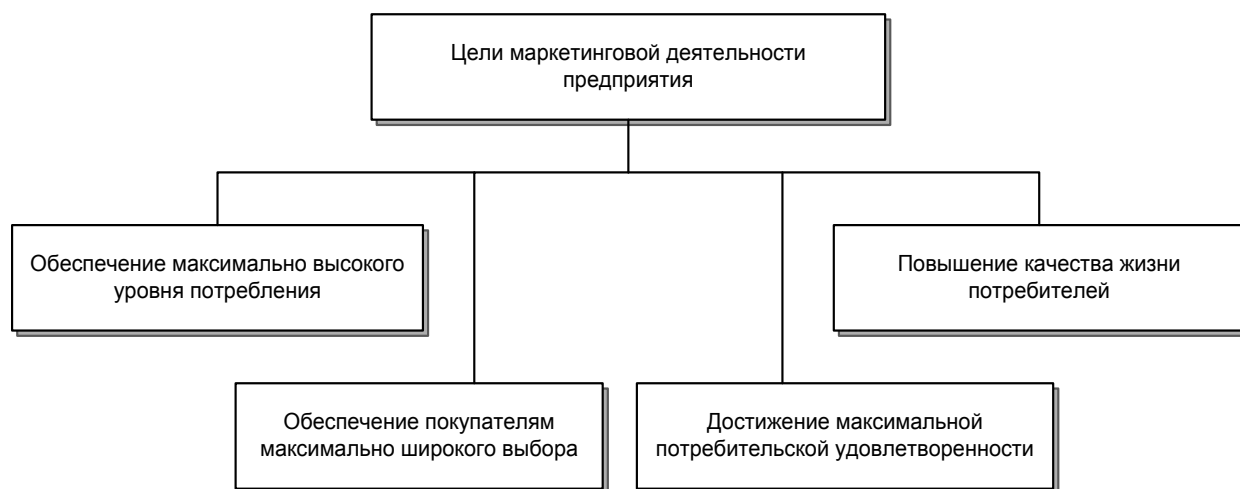 Цели маркетинговой деятельности
предприятия
Обеспечение максимально высокого
уровня потребления
Повышение качества жизни
потребителей
Обеспечение покупателям
максимально широкого выбора
Достижение максимальной
потребительской удовлетворенности